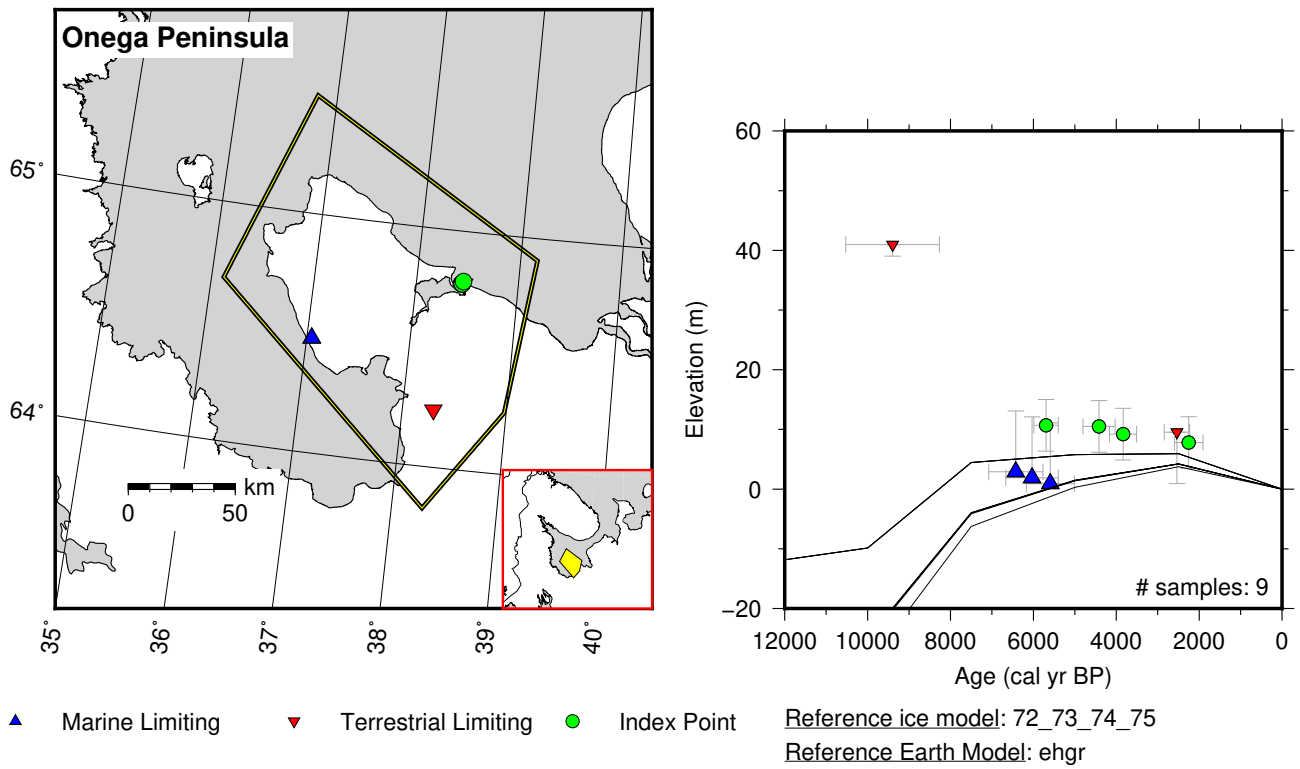 Onega Peninsula
65°
64°
km
0 50
35°
36°
37°
38°
39°
40°
60
40
20
0
−20
Elevation (m)
# samples: 9
12000 10000 8000 6000 4000 2000 0
Age (cal yr BP)
Marine Limiting Terrestrial Limiting Index Point
Reference ice model: 72_73_74_75
Reference Earth Model: ehgr